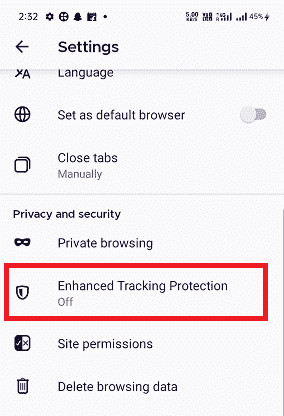 2:32
5.00 KB/S
45%
Settings
Language
Set as default browser
Close tabs
Manually
Privacy and security
Private browsing
Enhanced Tracking Protection
Off
Site permissions
Delete browsing data